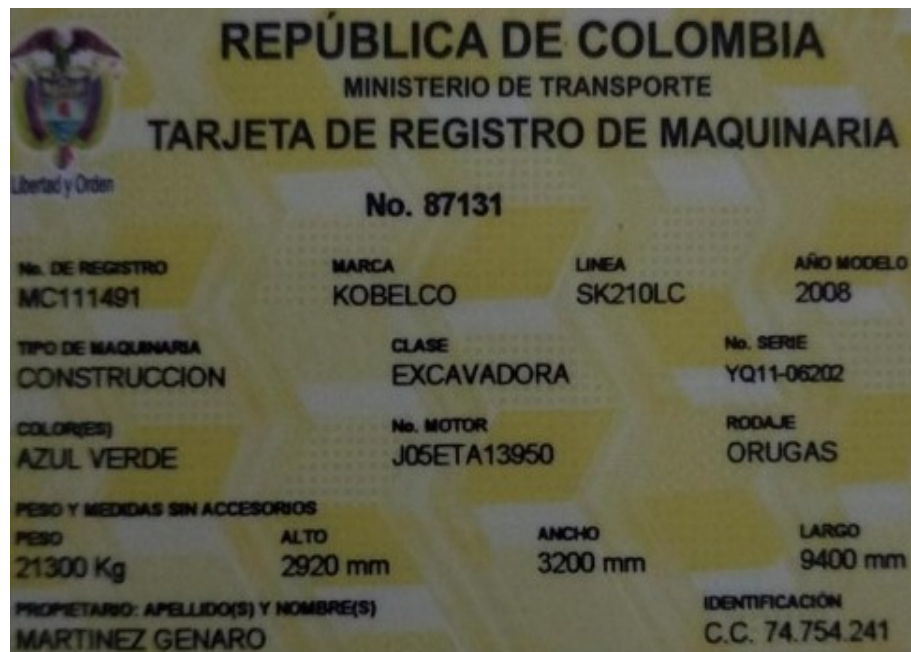 REPÚBLICA DE COLOMBIA
MINISTERIO DE TRANSPORTE
TARJETA DE REGISTRO DE MAQUINARIA
Libertad y Orden
No. 87131
No. DE REGISTRO MARCA LINEA AÑO MODELO
MC111491 KOBELCO SK210LC 2008
TIPO DE MAQUINARIA CLASE No. SERIE
CONSTRUCCION EXCAVADORA YQ11-06202
COLOR(ES) No. MOTOR RODAJE
AZUL VERDE J05ETA13950 ORUGAS
PESO Y MEDIDAS SIN ACCESORIOS
PESO ALTO ANCHO LARGO
21300 Kg 2920 mm 3200 mm 9400 mm
PROPIETARIO: APELLIDO(S) Y NOMBRE(S) IDENTIFICACIÓN
MARTINEZ GENARO C.C. 74.754.241